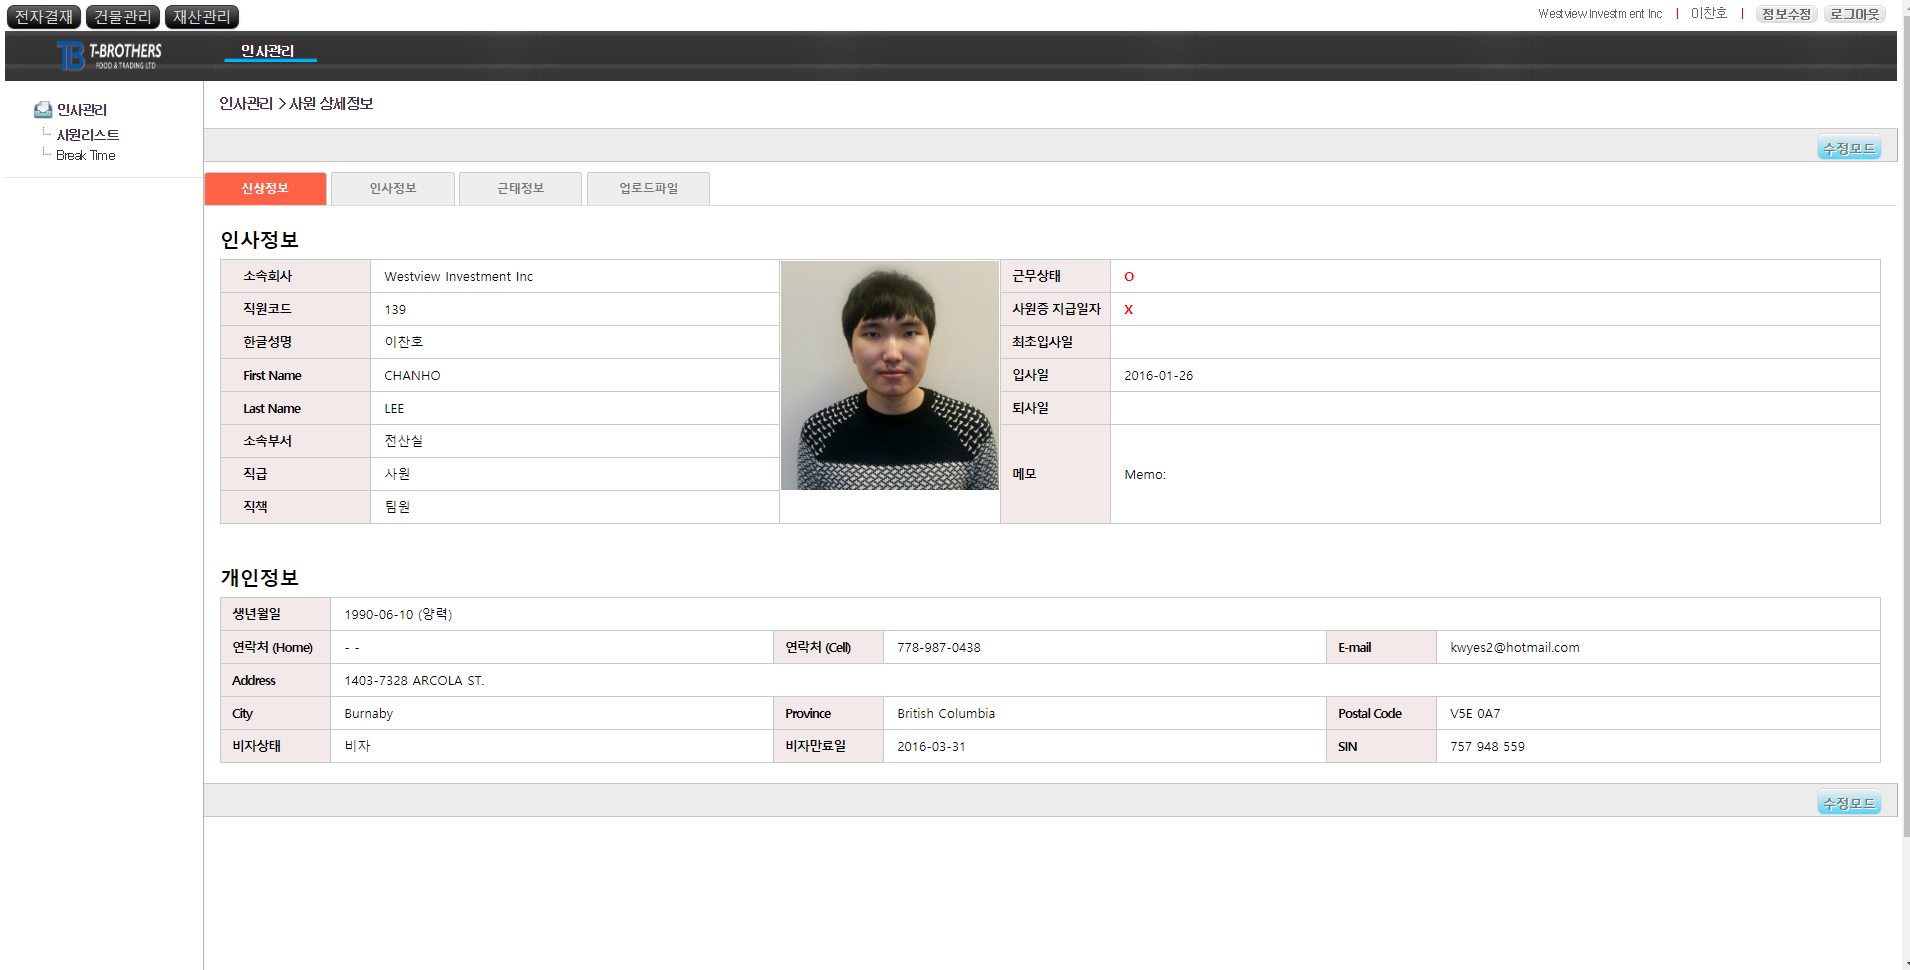 전자결재 건물관리 재산관리 Westview Investment Inc | 이찬호 | 정보수정 로그아웃
TB T-BROTHERS FOOD & TRADING LTD 인사관리
인사관리
사원리스트
Break Time
인사관리 > 사원 상세정보
수정모드
신상정보 인사정보 근태정보 업로드파일
인사정보
소속회사 Westview Investment Inc 근무상태 O
직원코드 139 사원증 지급일자 X
한글성명 이찬호 최초입사일
First Name CHANHO 입사일 2016-01-26
Last Name LEE 퇴사일
소속부서 전산실
직급 사원 메모 Memo:
직책 팀원
개인정보
생년월일 1990-06-10 (양력)
연락처 (Home) - - 연락처 (Cell) 778-987-0438 E-mail kwyes2@hotmail.com
Address 1403-7328 ARCOLA ST.
City Burnaby Province British Columbia Postal Code V5E 0A7
비자상태 비자 비자만료일 2016-03-31 SIN 757 948 559
수정모드